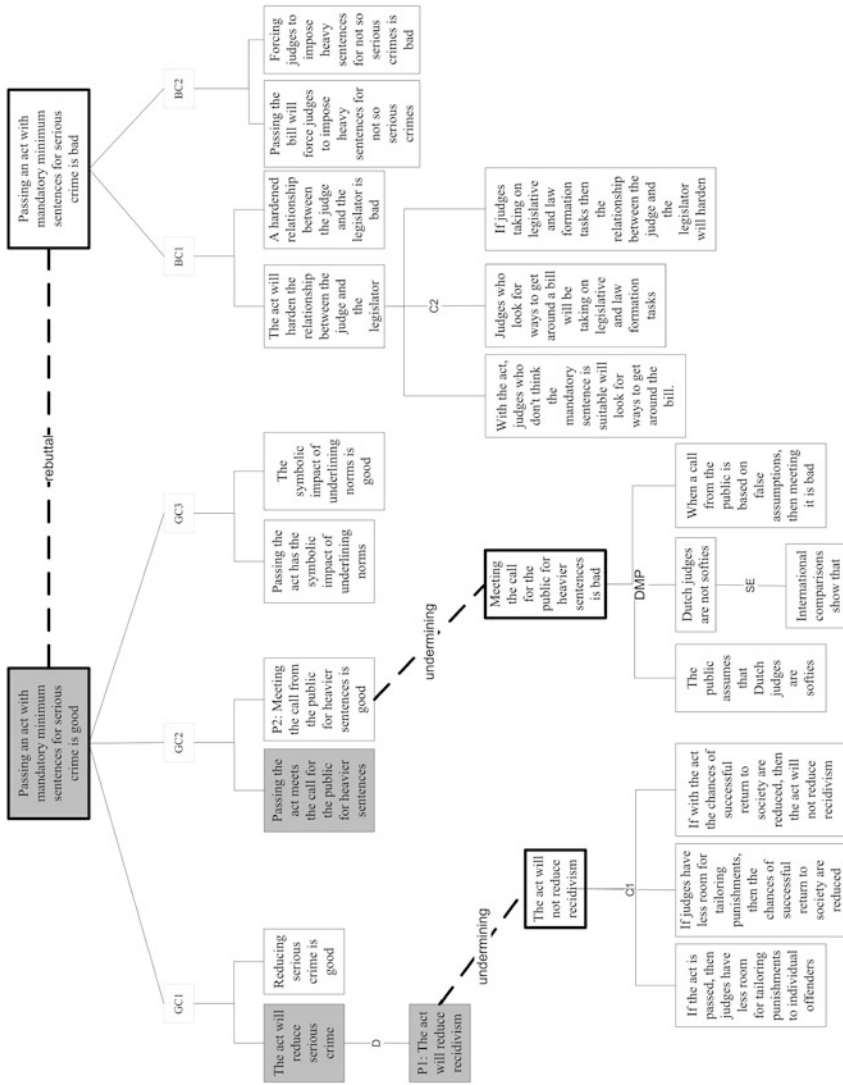 Passing an act with
mandatory minimum
sentences for serious
crime is good
rebuttal
Passing an act with
mandatory minimum
sentences for serious
crime is bad
GC1
GC2
GC3
BC1
BC2
The act will
reduce
serious
crime
Reducing
serious
crime is
good
Passing the
act meets
the call for
the public
for heavier
sentences
P2: Meeting
the call from
the public
for heavier
sentences is
good
Passing the
act has the
symbolic
impact of
underlining
norms
The
symbolic
impact of
underlining
norms is
good
The act will
harden the
relationship
between the
judge and
the
legislator
A hardened
relationship
between
the judge
and the
legislator is
bad
Passing the
bill will
force judges
to impose
heavy
sentences for
not so
serious
crimes
Forcing
judges to
impose
heavy
sentences
for not so
serious
crimes is
bad
D
P1: The act
will reduce
recidivism
undermining
The act will
not reduce
recidivism
C1
If the act is
passed, then
judges have
less room
for tailoring
punishments
to individual
offenders
If judges have
less room for
tailoring
punishments,
then the
chances of
successful
return to
society are
reduced
If with the act
the chances of
successful
return to
society are
reduced, then
the act will
not reduce
recidivism
undermining
Meeting
the call
for the
public for
heavier
sentences
is bad
DMP
The
public
assumes
that
Dutch
judges
are
softies
Dutch judges
are not softies
SE
International
comparisons
show that
When a call
from the
public is
based on
false
assumptions,
then meeting
it is bad
C2
With the act,
judges who
don't think
the
mandatory
sentence is
suitable will
look for
ways to get
around the
bill.
Judges who
look for
ways to get
around a bill
will be
taking on
legislative
and law
formation
tasks
If judges
taking on
legislative
and law
formation
tasks then
the
relationship
between the
judge and
the
legislator
will harden